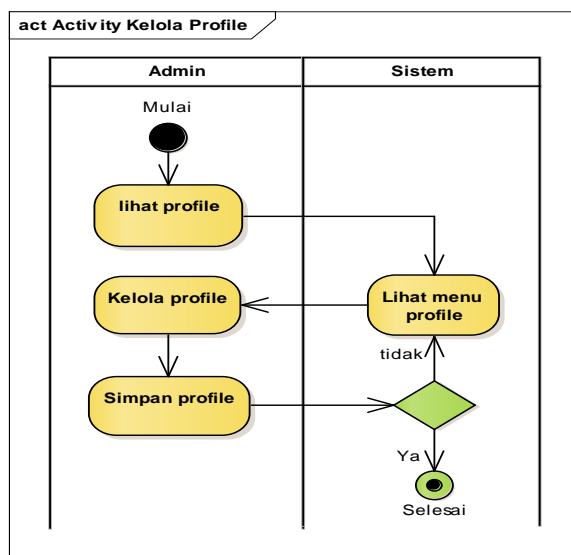 act Activity Kelola Profile
Admin
Sistem
Mulai
lihat profile
Kelola profile
Lihat menu
profile
tidak
Simpan profile
Ya
Selesai